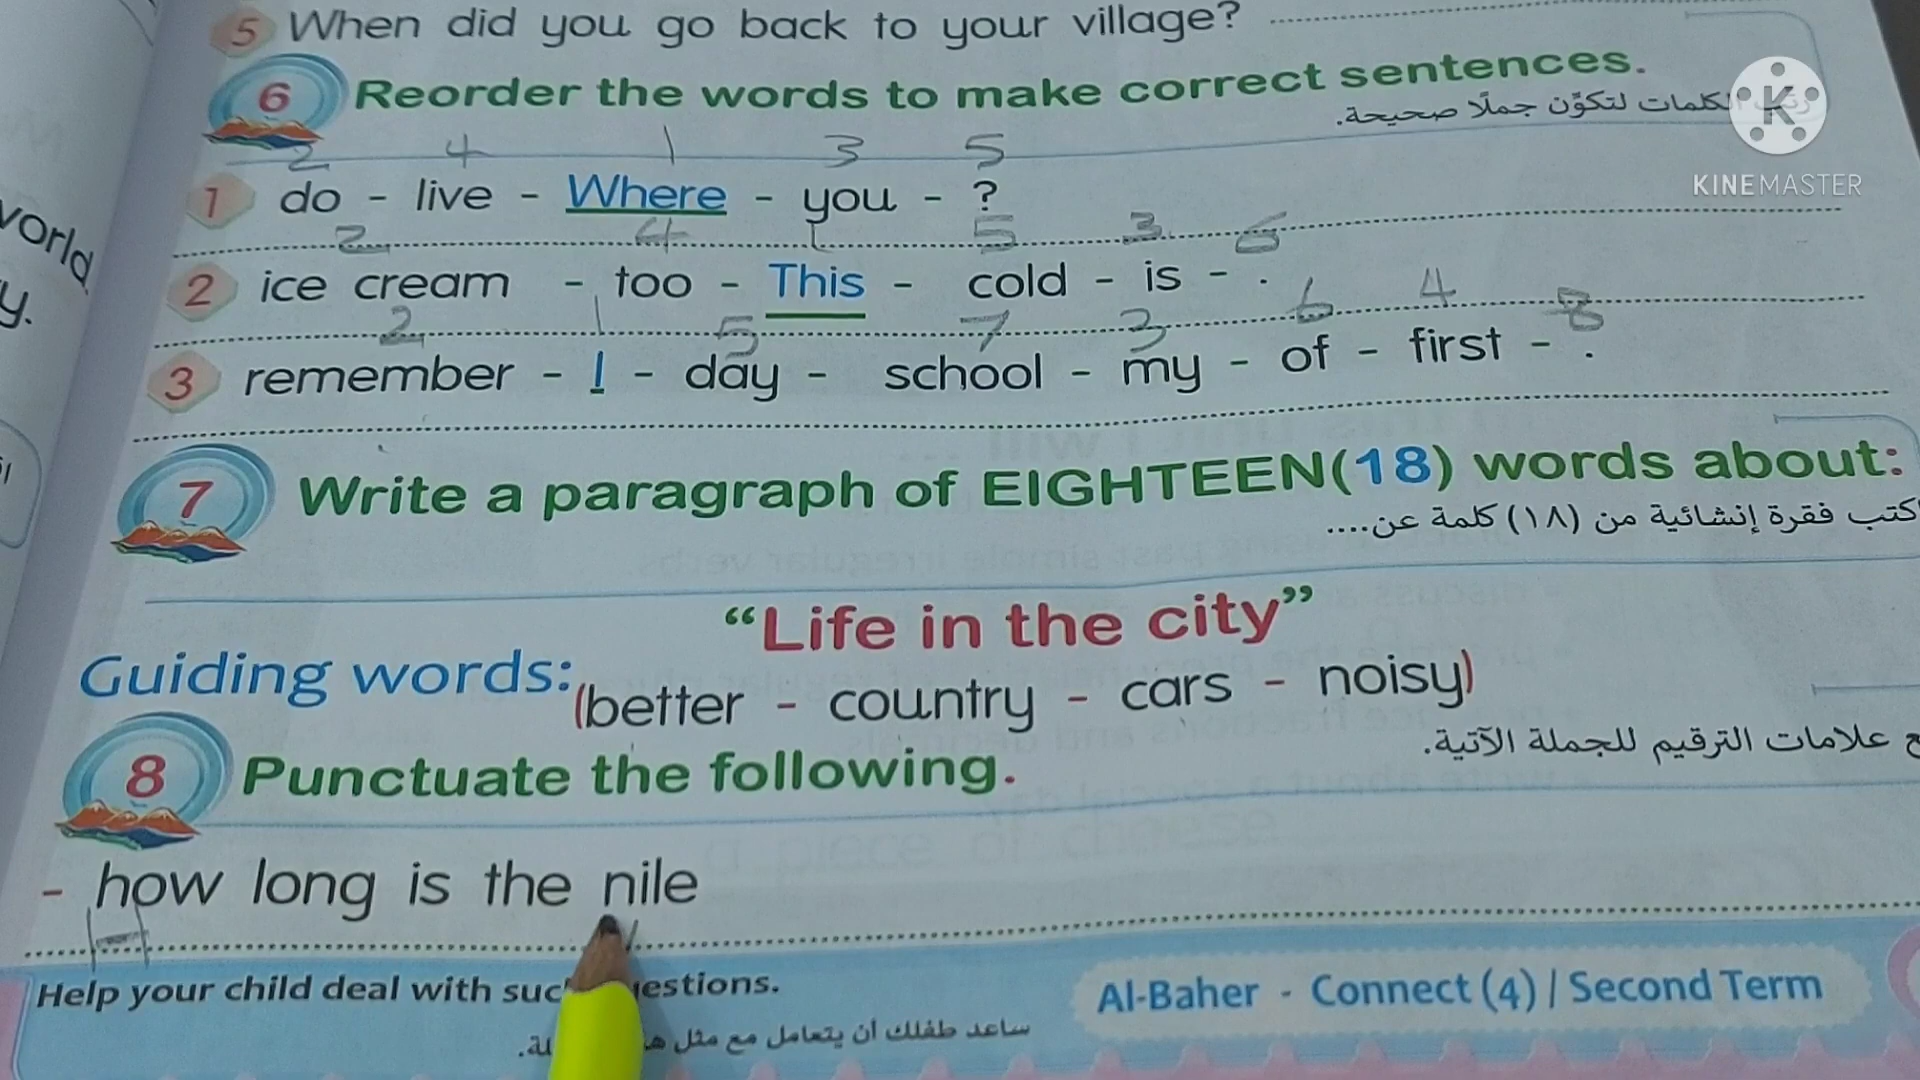 5 When did you go back to your village?
6 Reorder the words to make correct sentences.
الكلمات لتكوّن جملًا صحيحة.
KINEMASTER
2 4 1 3 5
1 do - live - Where - you - ?
2 4 1 5 3 6
2 ice cream - too - This - cold - is - .
2 1 5 7 3 6 4 8
3 remember - I - day - school - my - of - first - .
world
y.
7 Write a paragraph of EIGHTEEN(18) words about:
اكتب فقرة إنشائية من (١٨) كلمة عن....
“Life in the city”
Guiding words: (better - country - cars - noisy)
علامات الترقيم للجملة الآتية.
8 Punctuate the following.
- how long is the nile
H
Help your child deal with such questions.
ساعد طفلك أن يتعامل مع مثل
Al-Baher - Connect (4) / Second Term